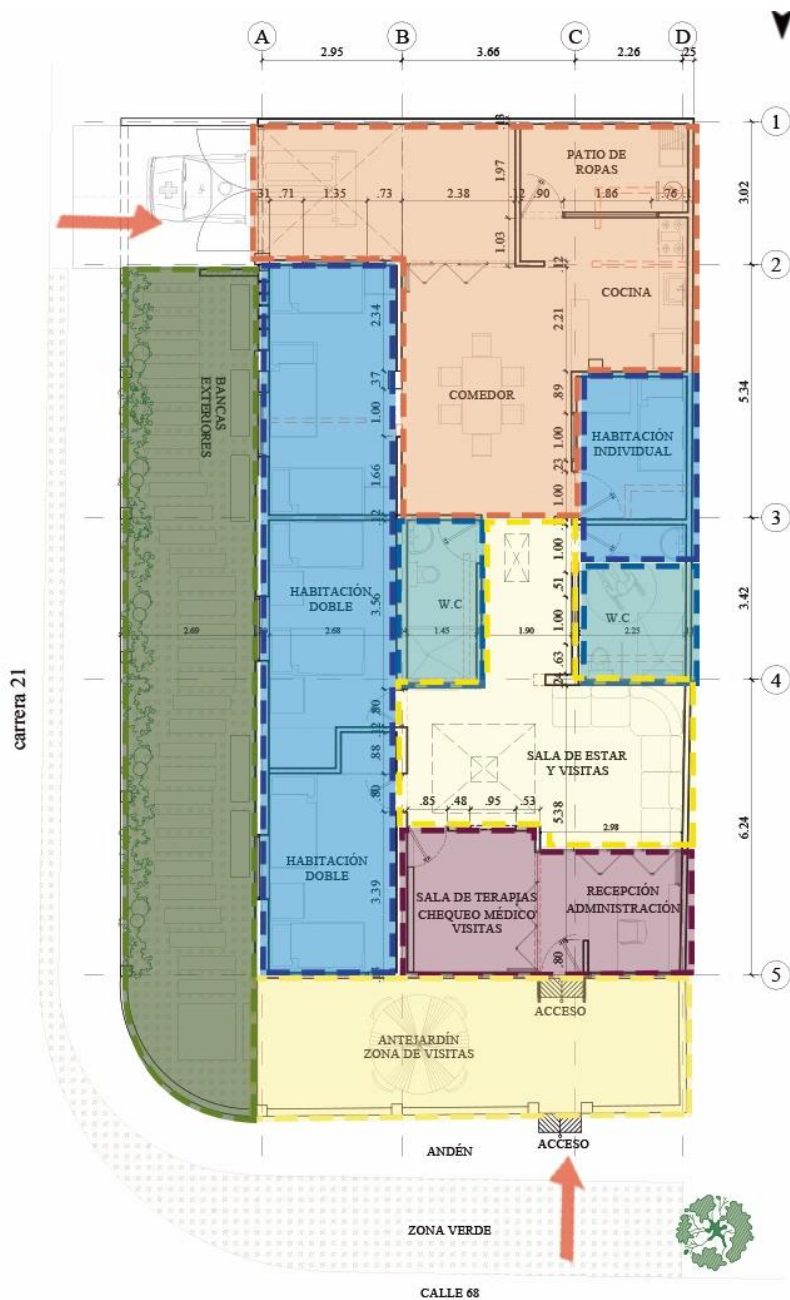 A
B
C
D
2.95
3.66
2.26
.25
1
PATIO DE
ROPAS
1.97
3.02
.31
.71
1.35
.73
2.38
.12
.90
1.86
.76
1.03
2
.12
COCINA
2.34
2.21
BANCAS
EXTERIORES
.37
COMEDOR
.89
5.34
1.00
1.00
HABITACIÓN
INDIVIDUAL
.23
1.66
1.00
.12
3
1.00
HABITACIÓN
DOBLE
3.56
.51
3.42
W.C
W.C
1.00
2.69
2.68
1.45
1.90
2.25
.63
.24
4
carrera 21
.80
.12
.88
SALA DE ESTAR
Y VISITAS
.80
.85
.48
.95
.53
5.38
2.98
6.24
HABITACIÓN
DOBLE
3.39
SALA DE TERAPIAS
CHEQUEO MÉDICO
VISITAS
RECEPCIÓN
ADMINISTRACIÓN
.80
5
ACCESO
ANTEJARDÍN
ZONA DE VISITAS
ACCESO
ANDÉN
ZONA VERDE
CALLE 68